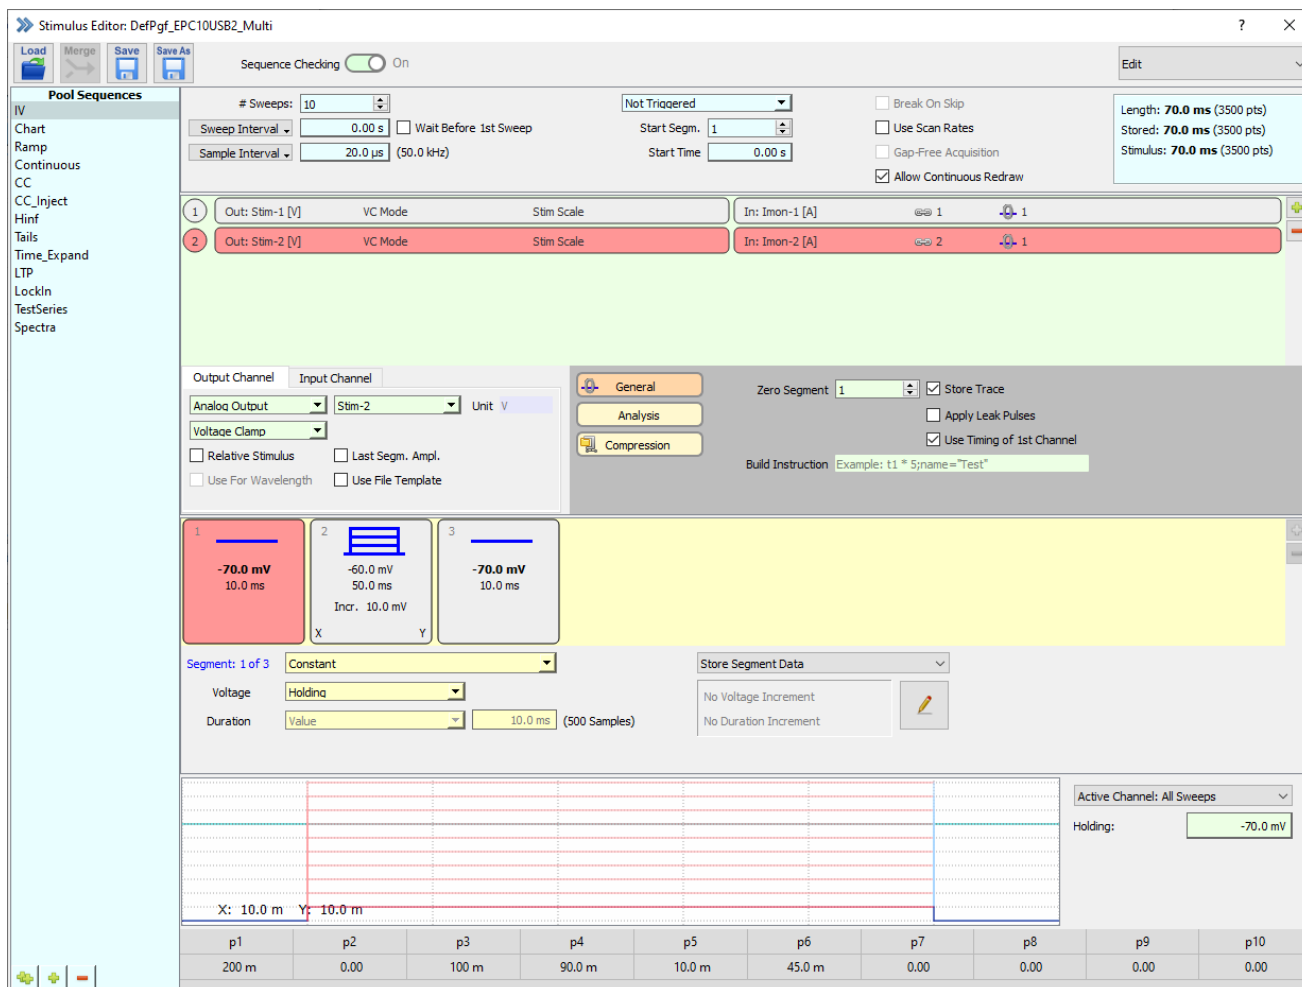 Stimulus Editor: DefPgf_EPC10USB2_Multi
Load Merge Save Save As
Sequence Checking On
Edit
Pool Sequences
IV
Chart
Ramp
Continuous
CC
CC_Inject
Hinf
Tails
Time_Expand
LTP
LockIn
TestSeries
Spectra
# Sweeps: 10
Sweep Interval 0.00 s Wait Before 1st Sweep
Sample Interval 20.0 µs (50.0 kHz)
Not Triggered
Start Segm. 1
Start Time 0.00 s
Break On Skip
Use Scan Rates
Gap-Free Acquisition
Allow Continuous Redraw
Length: 70.0 ms (3500 pts)
Stored: 70.0 ms (3500 pts)
Stimulus: 70.0 ms (3500 pts)
1 Out: Stim-1 [V] VC Mode Stim Scale In: Imon-1 [A] 1 1
2 Out: Stim-2 [V] VC Mode Stim Scale In: Imon-2 [A] 2 1
Output Channel Input Channel
Analog Output Stim-2 Unit V
Voltage Clamp
Relative Stimulus Last Segm. Ampl.
Use For Wavelength Use File Template
General
Analysis
Compression
Zero Segment 1 Store Trace
Apply Leak Pulses
Use Timing of 1st Channel
Build Instruction Example: t1 * 5;name="Test"
1
-70.0 mV
10.0 ms
2
-60.0 mV
50.0 ms
Incr. 10.0 mV
X Y
3
-70.0 mV
10.0 ms
Segment: 1 of 3 Constant
Voltage Holding
Duration Value 10.0 ms (500 Samples)
Store Segment Data
No Voltage Increment
No Duration Increment
X: 10.0 m Y: 10.0 m
Active Channel: All Sweeps
Holding: -70.0 mV
p1 p2 p3 p4 p5 p6 p7 p8 p9 p10
200 m 0.00 100 m 90.0 m 10.0 m 45.0 m 0.00 0.00 0.00 0.00